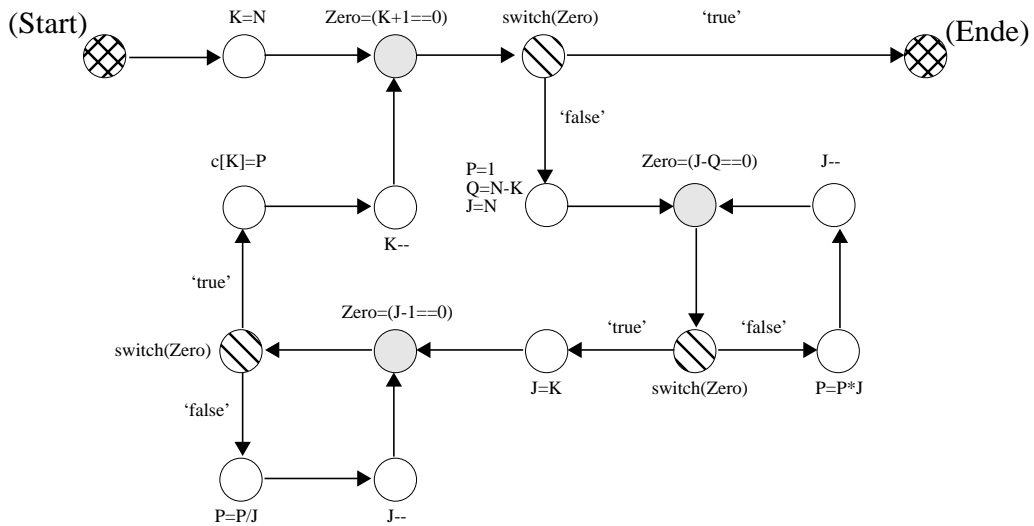 K=N
Zero=(K+1==0)
switch(Zero)
‘true’
(Start)
(Ende)
‘false’
c[K]=P
P=1
Q=N-K
J=N
Zero=(J-Q==0)
J--
K--
‘true’
Zero=(J-1==0)
‘true’
‘false’
switch(Zero)
J=K
switch(Zero)
P=P*J
‘false’
P=P/J
J--